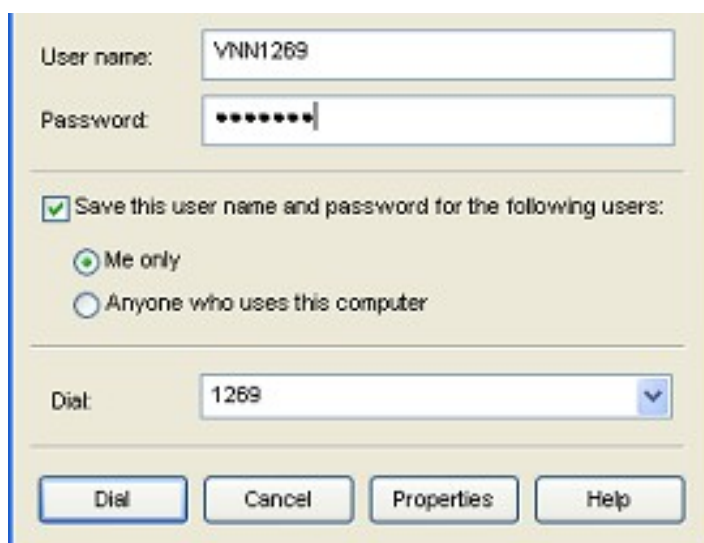 User name: VNN1269
Password: •••••••
Save this user name and password for the following users:
Me only
Anyone who uses this computer
Dial: 1269
Dial Cancel Properties Help